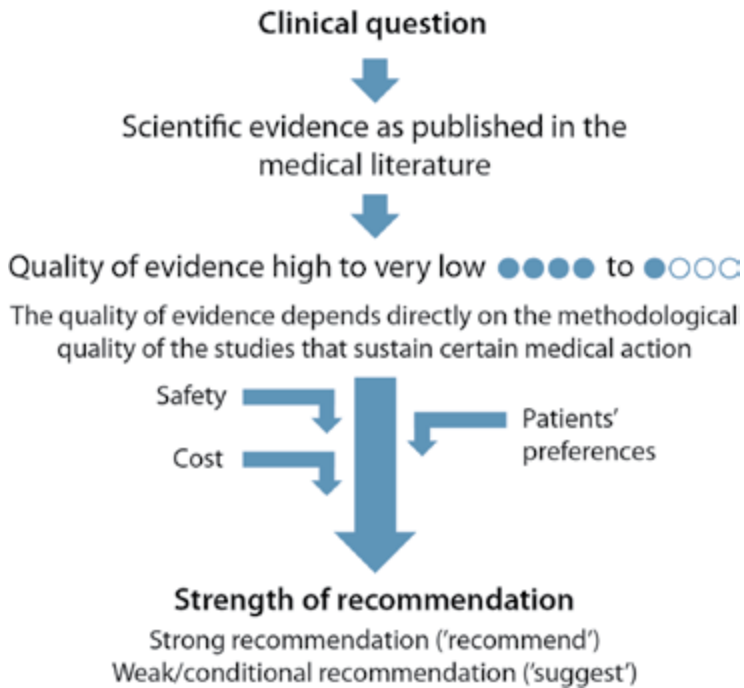 Clinical question
Scientific evidence as published in the
medical literature
Quality of evidence high to very low ●●●● to ●○○○
The quality of evidence depends directly on the methodological
quality of the studies that sustain certain medical action
Safety
Cost
Patients’
preferences
Strength of recommendation
Strong recommendation (’recommend’)
Weak/conditional recommendation (’suggest’)